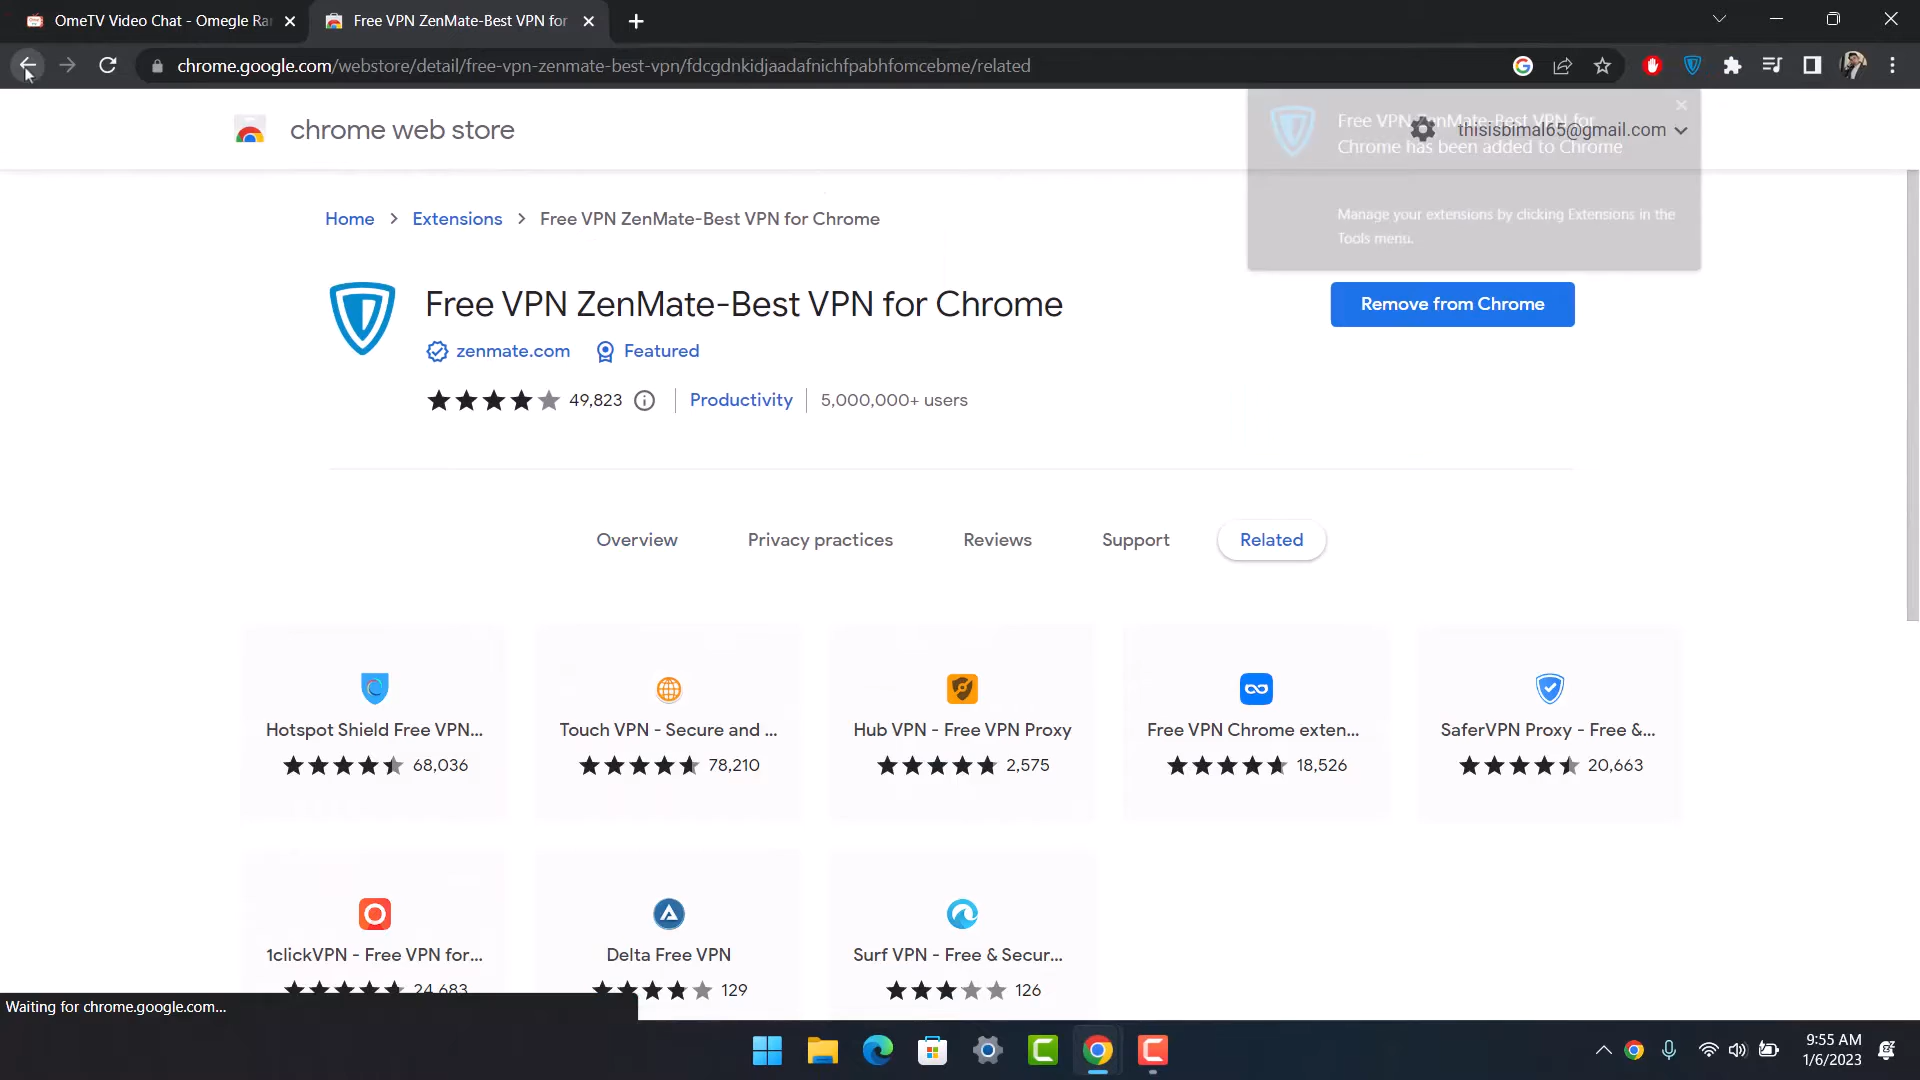 OmeTV Video Chat - Omegle Ra
Free VPN ZenMate-Best VPN for
chrome.google.com/webstore/detail/free-vpn-zenmate-best-vpn/fdcgdnkidjaadafnichfpabhfomcebme/related
chrome web store
Free VPN ZenMate-Best VPN for
Chrome has been added to Chrome
thisisbimal65@gmail.com
Manage your extensions by clicking Extensions in the
Tools menu.
Home > Extensions > Free VPN ZenMate-Best VPN for Chrome
Free VPN ZenMate-Best VPN for Chrome
Remove from Chrome
zenmate.com Featured
49,823 Productivity 5,000,000+ users
Overview Privacy practices Reviews Support Related
Hotspot Shield Free VPN...
68,036
Touch VPN - Secure and ...
78,210
Hub VPN - Free VPN Proxy
2,575
Free VPN Chrome exten...
18,526
SaferVPN Proxy - Free &...
20,663
1clickVPN - Free VPN for...
24,683
Delta Free VPN
129
Surf VPN - Free & Secur...
126
Waiting for chrome.google.com...
9:55 AM
1/6/2023